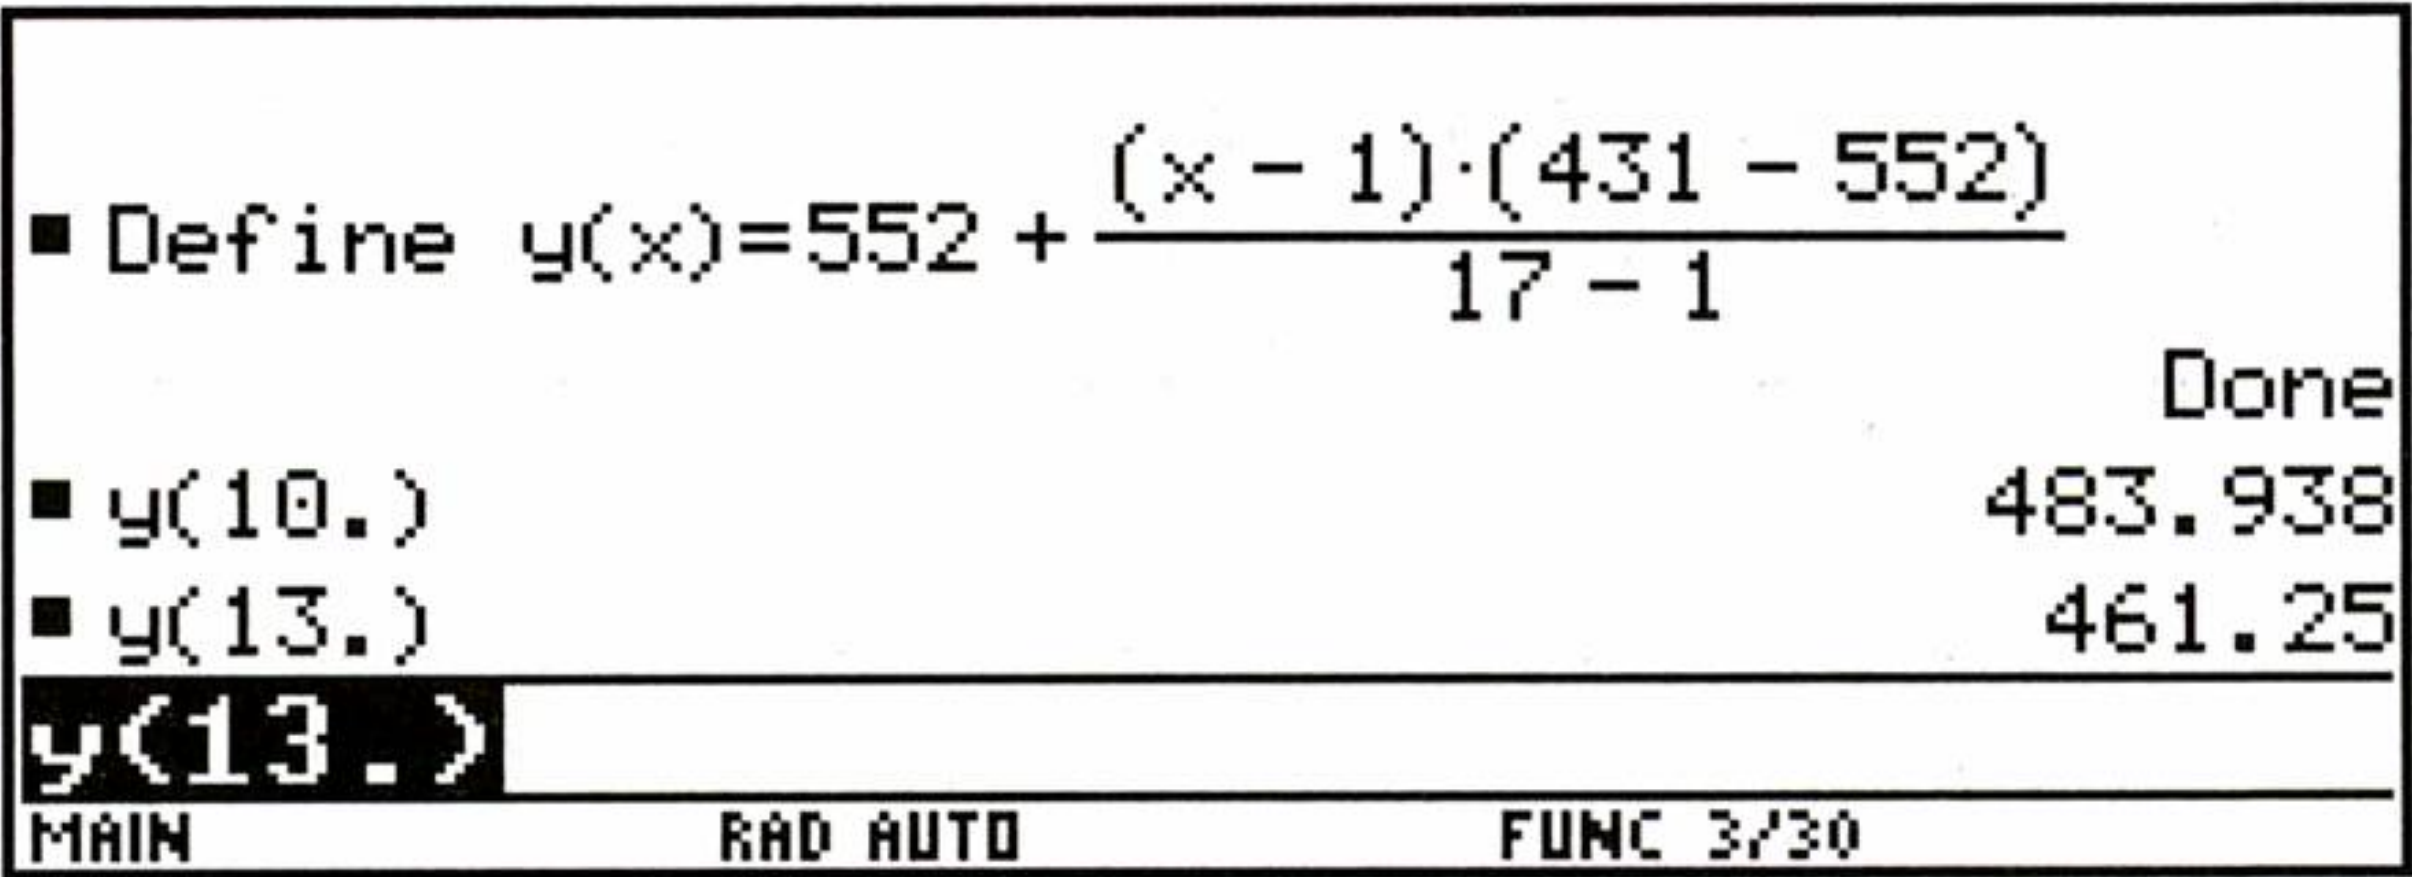 ▪ Define y(x)=552 + (x − 1)·(431 − 552) / 17 − 1
Done
▪ y(10.) 483.938
▪ y(13.) 461.25
y(13.)
MAIN RAD AUTO FUNC 3/30